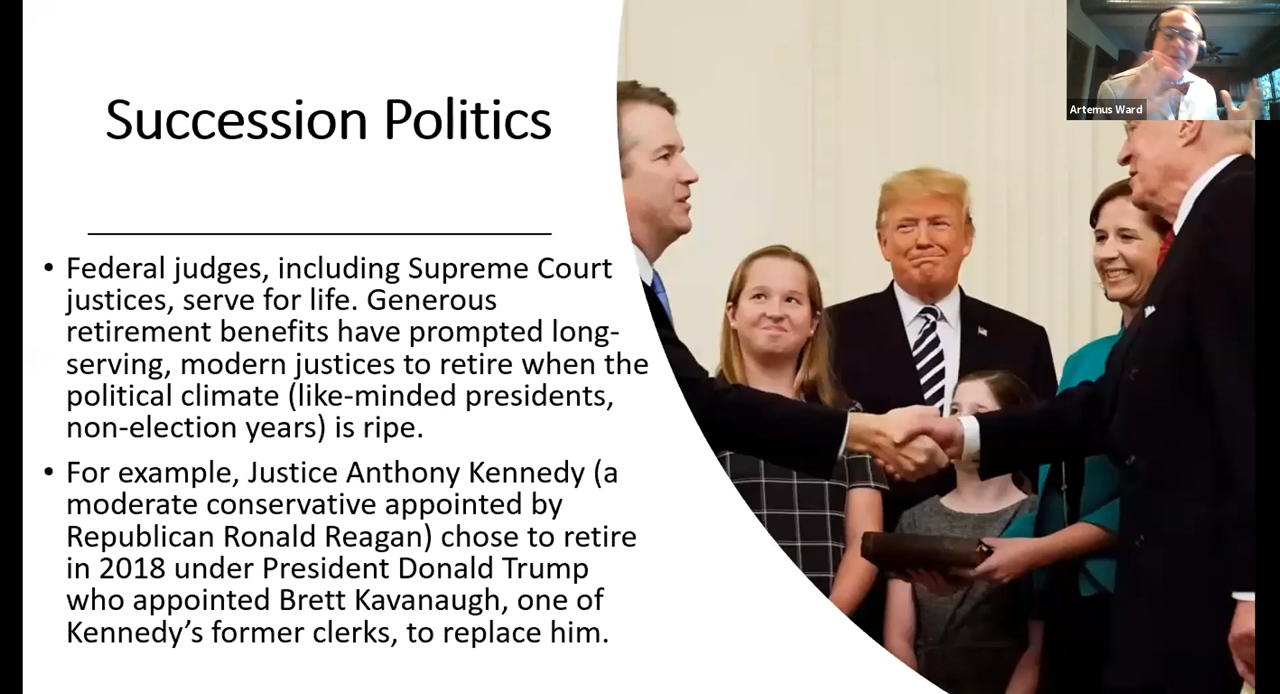 Artemus Ward
Succession Politics
• Federal judges, including Supreme Court
justices, serve for life. Generous
retirement benefits have prompted long-
serving, modern justices to retire when the
political climate (like-minded presidents,
non-election years) is ripe.
• For example, Justice Anthony Kennedy (a
moderate conservative appointed by
Republican Ronald Reagan) chose to retire
in 2018 under President Donald Trump
who appointed Brett Kavanaugh, one of
Kennedy’s former clerks, to replace him.